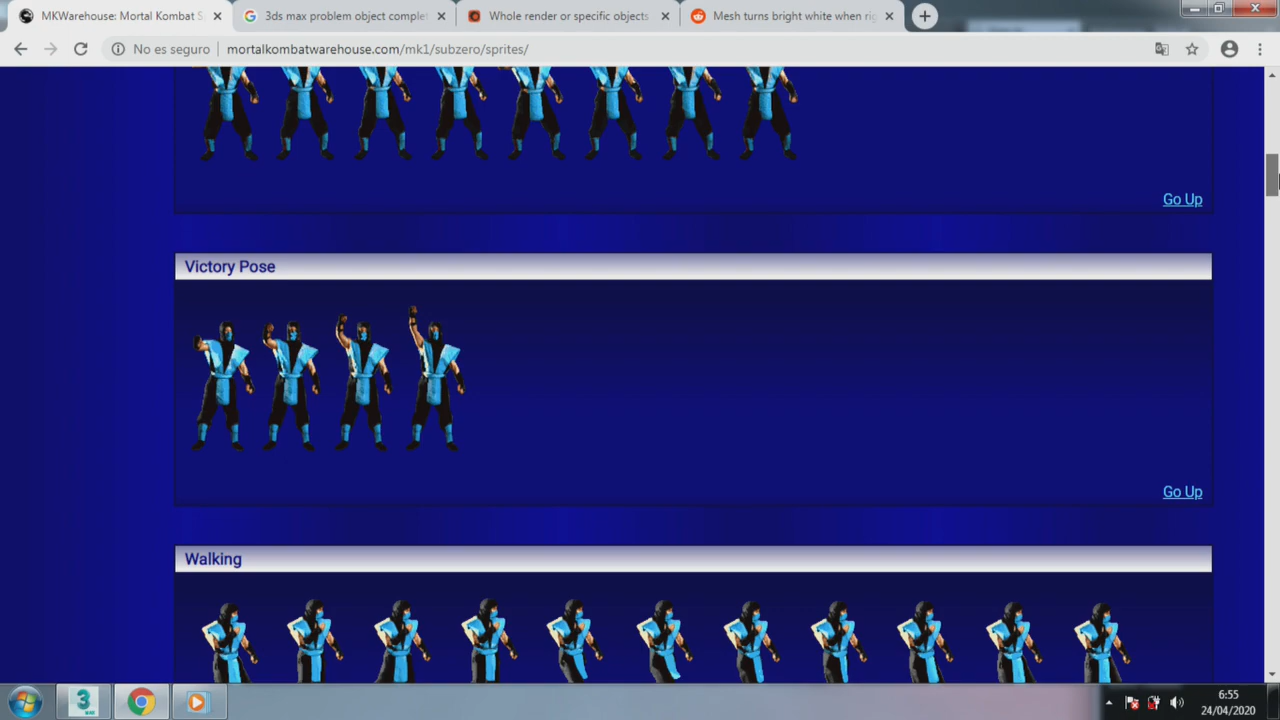 MKWarehouse: Mortal Kombat S
3ds max problem object complet
Whole render or specific objects
Mesh turns bright white when rig
No es seguro
mortalkombatwarehouse.com/mk1/subzero/sprites/
Go Up
Victory Pose
Go Up
Walking
3
6:55
24/04/2020